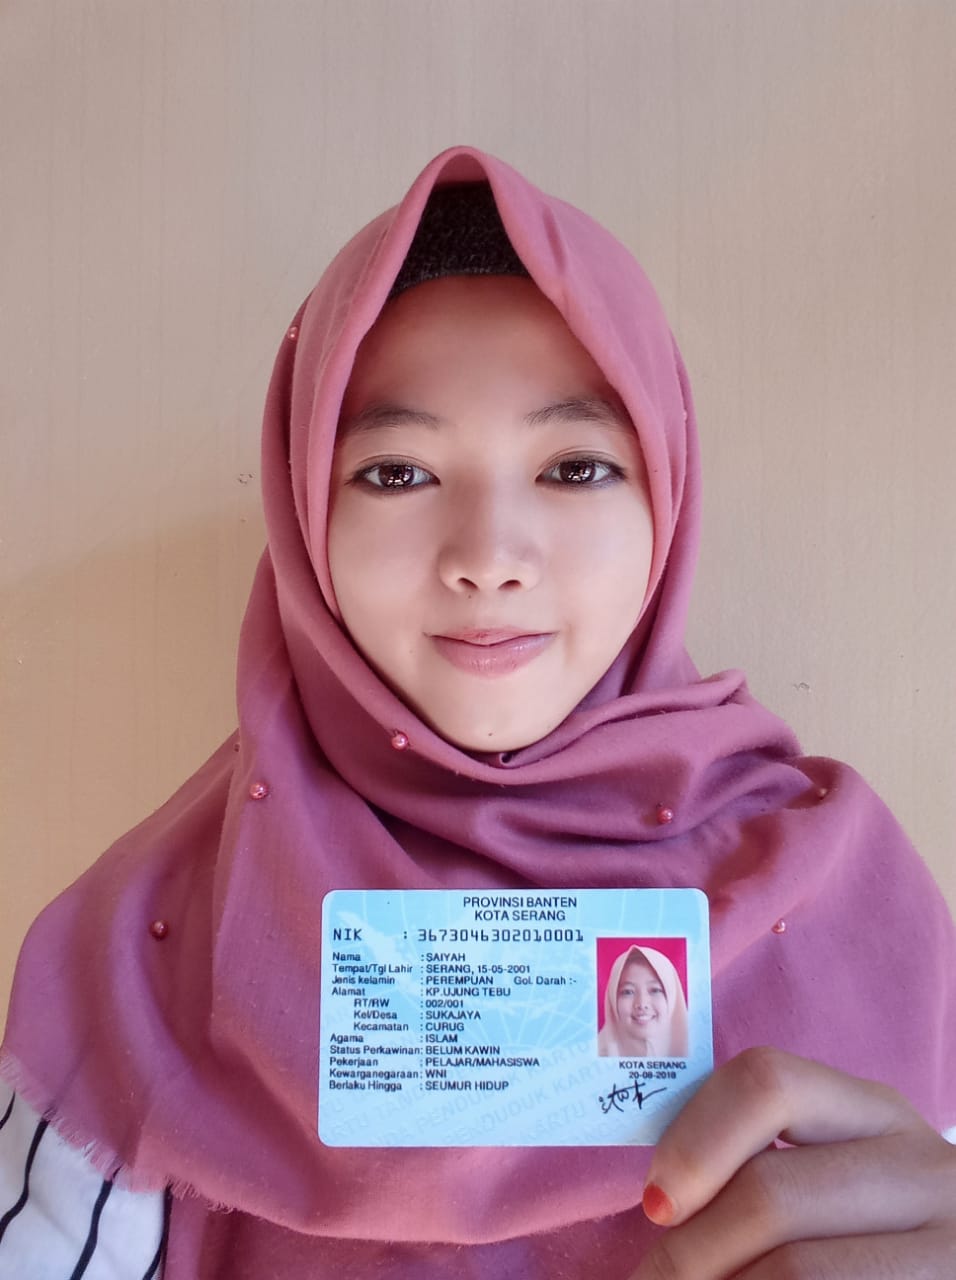 PROVINSI BANTEN
KOTA SERANG
NIK : 3673046302010001
Nama : SAIYAH
Tempat/Tgl Lahir : SERANG, 15-05-2001
Jenis kelamin : PEREMPUAN Gol. Darah :-
Alamat : KP.UJUNG TEBU
RT/RW : 002/001
Kel/Desa : SUKAJAYA
Kecamatan : CURUG
Agama : ISLAM
Status Perkawinan: BELUM KAWIN
Pekerjaan : PELAJAR/MAHASISWA
Kewarganegaraan: WNI
Berlaku Hingga : SEUMUR HIDUP
KOTA SERANG
20-08-2018